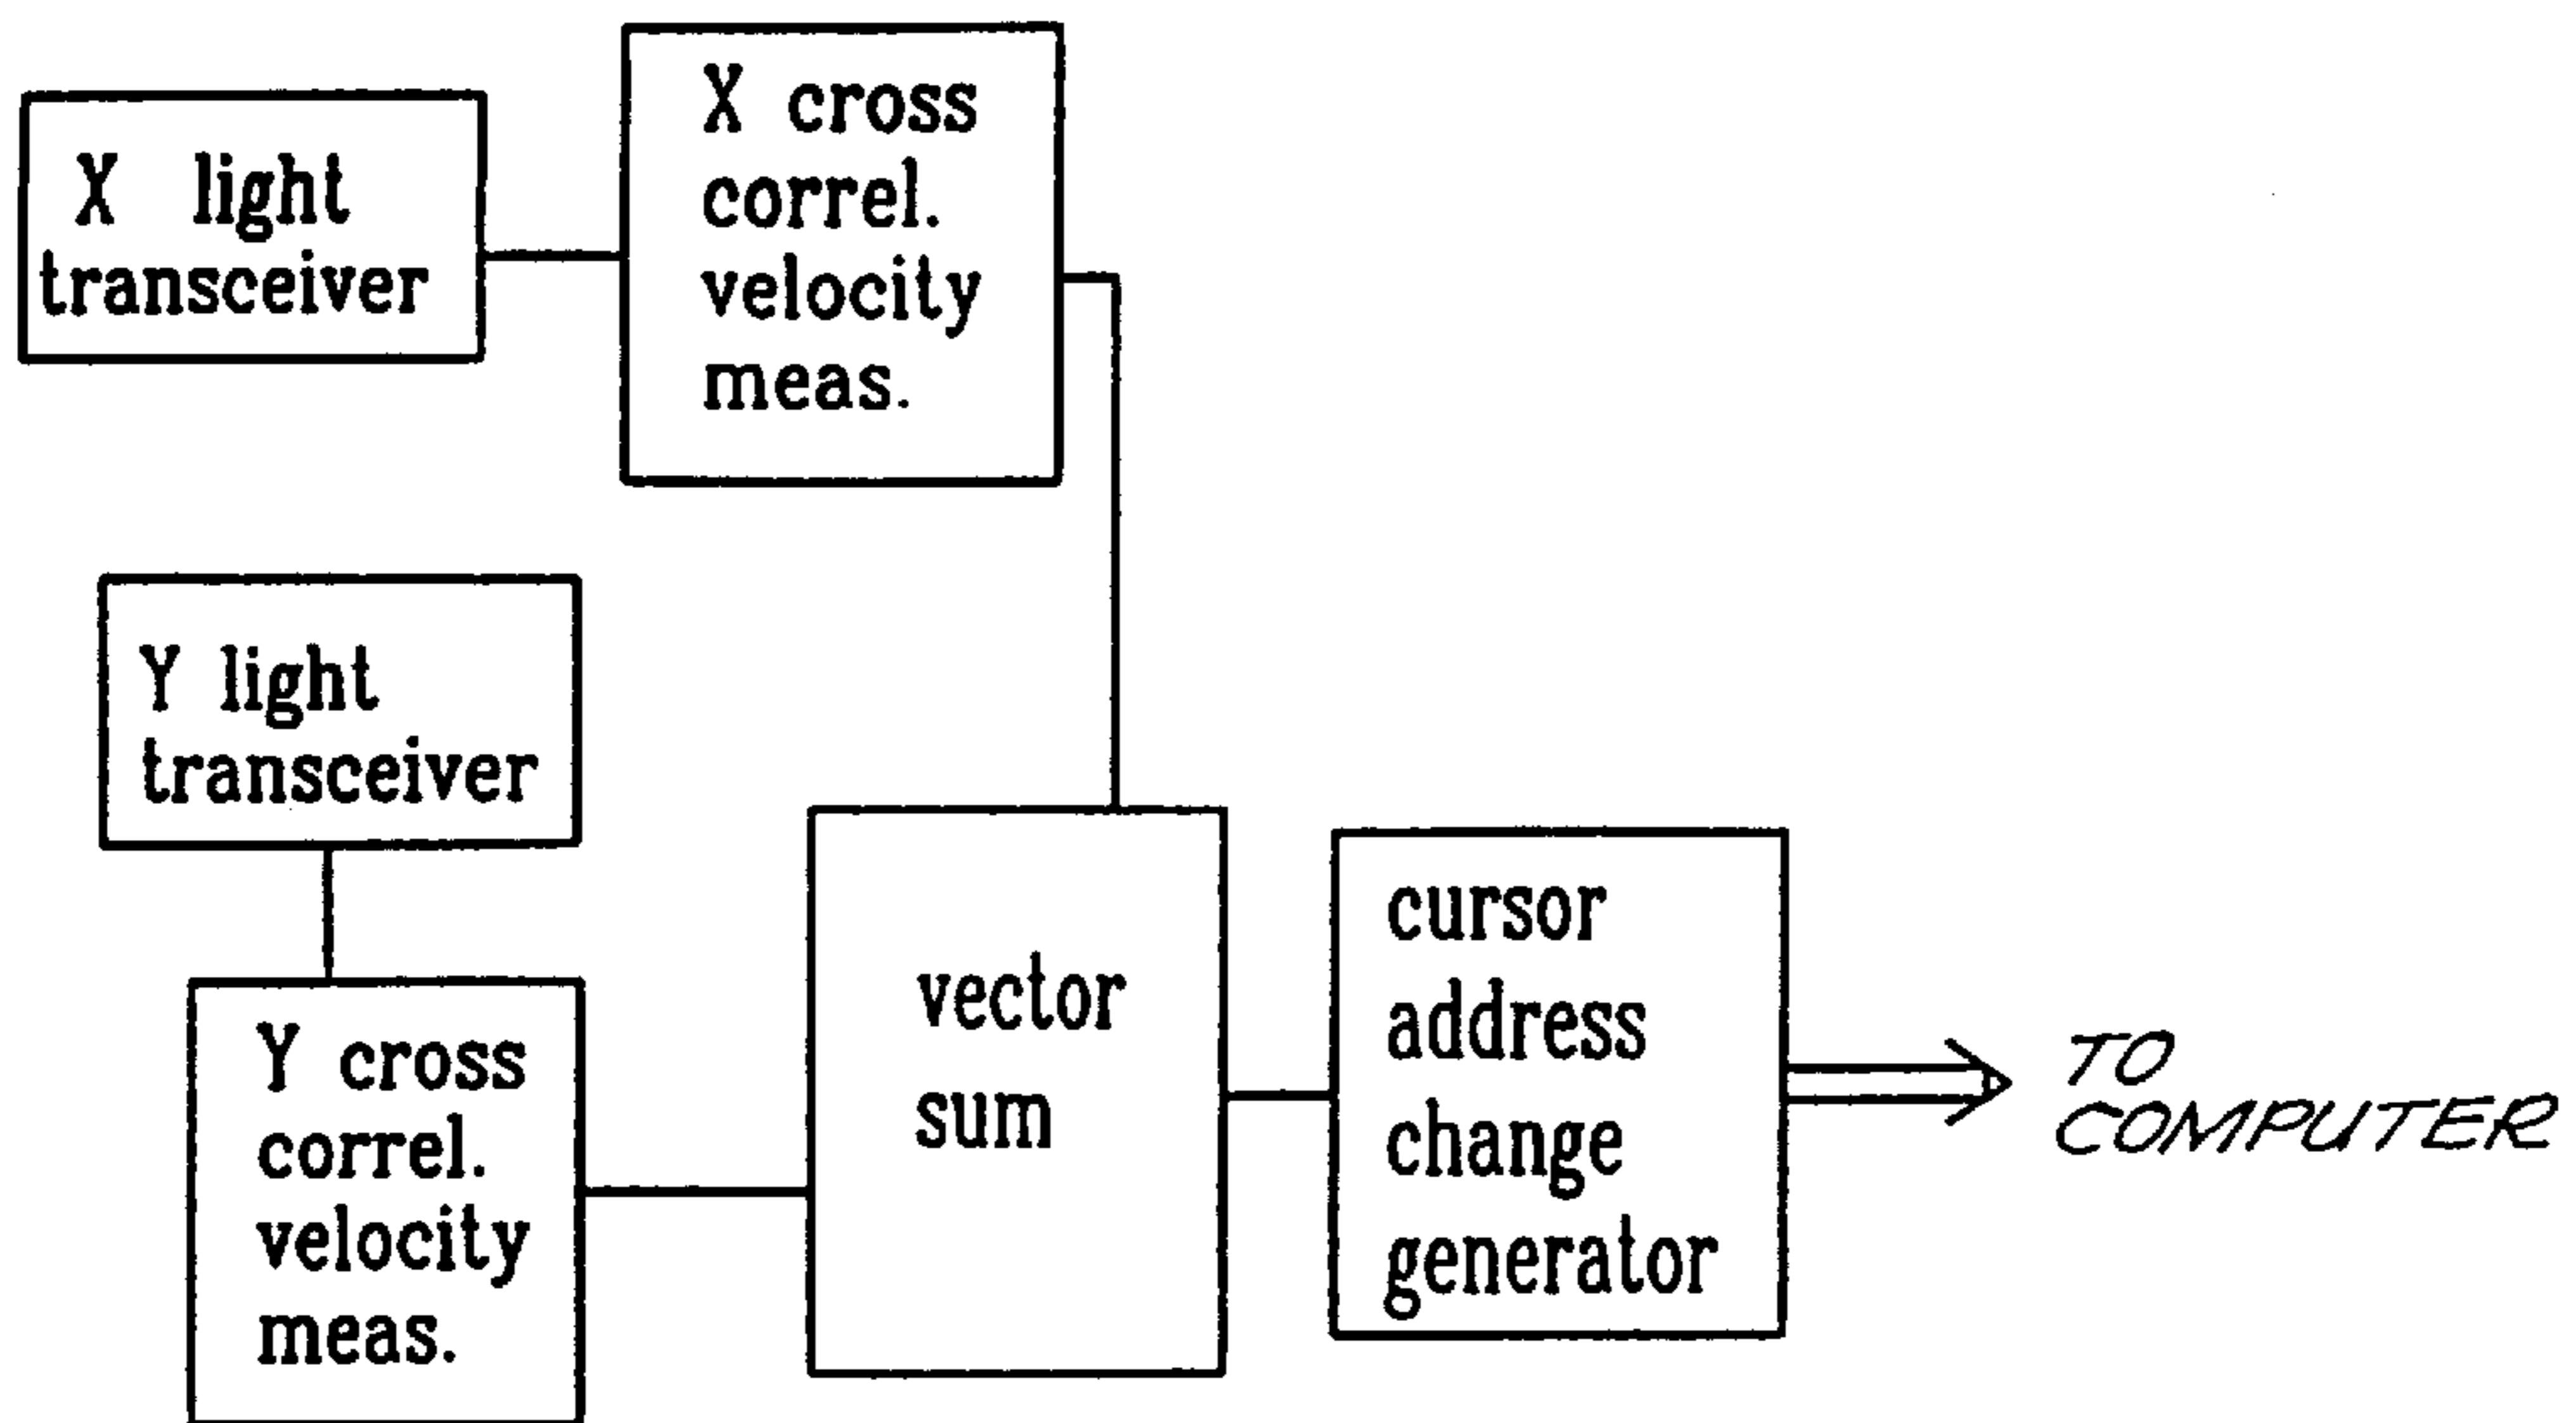 X light
transceiver
X cross
correl.
velocity
meas.
Y light
transceiver
Y cross
correl.
velocity
meas.
vector
sum
cursor
address
change
generator
TO
COMPUTER